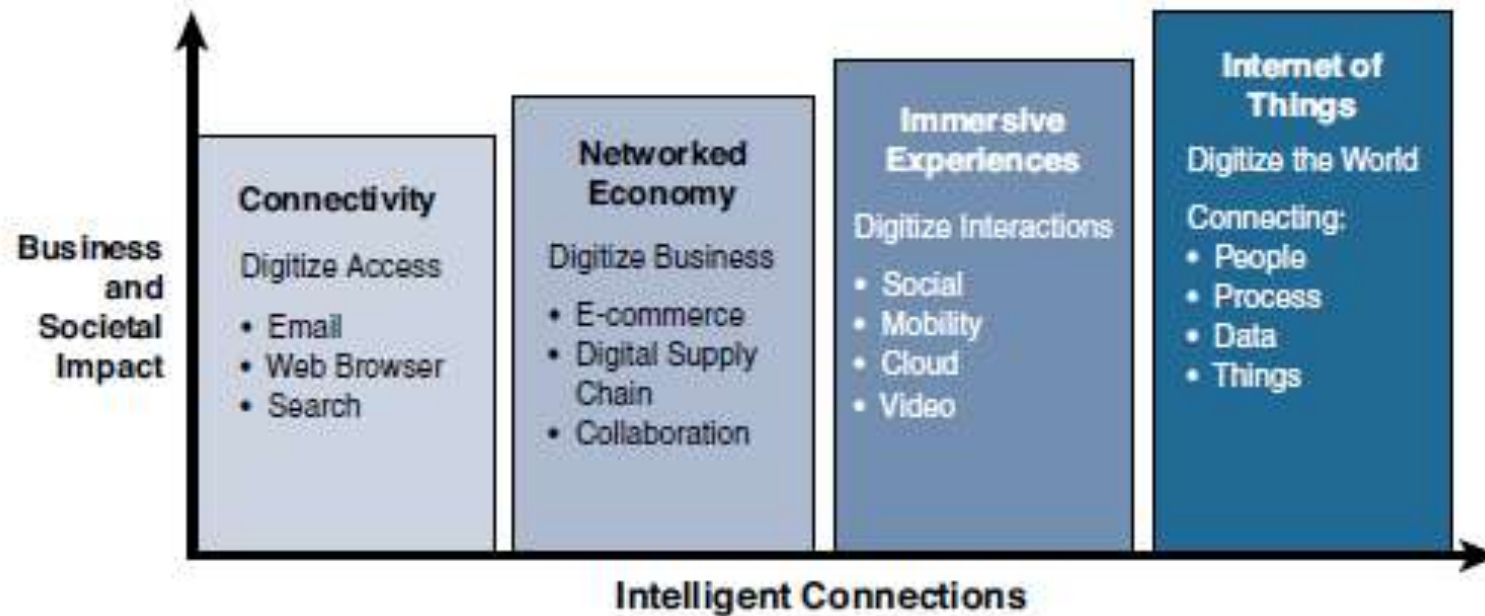 Business
and
Societal
Impact
Connectivity
Digitize Access
• Email
• Web Browser
• Search
Networked
Economy
Digitize Business
• E-commerce
• Digital Supply
Chain
• Collaboration
Immersive
Experiences
Digitize Interactions
• Social
• Mobility
• Cloud
• Video
Internet of
Things
Digitize the World
Connecting:
• People
• Process
• Data
• Things
Intelligent Connections